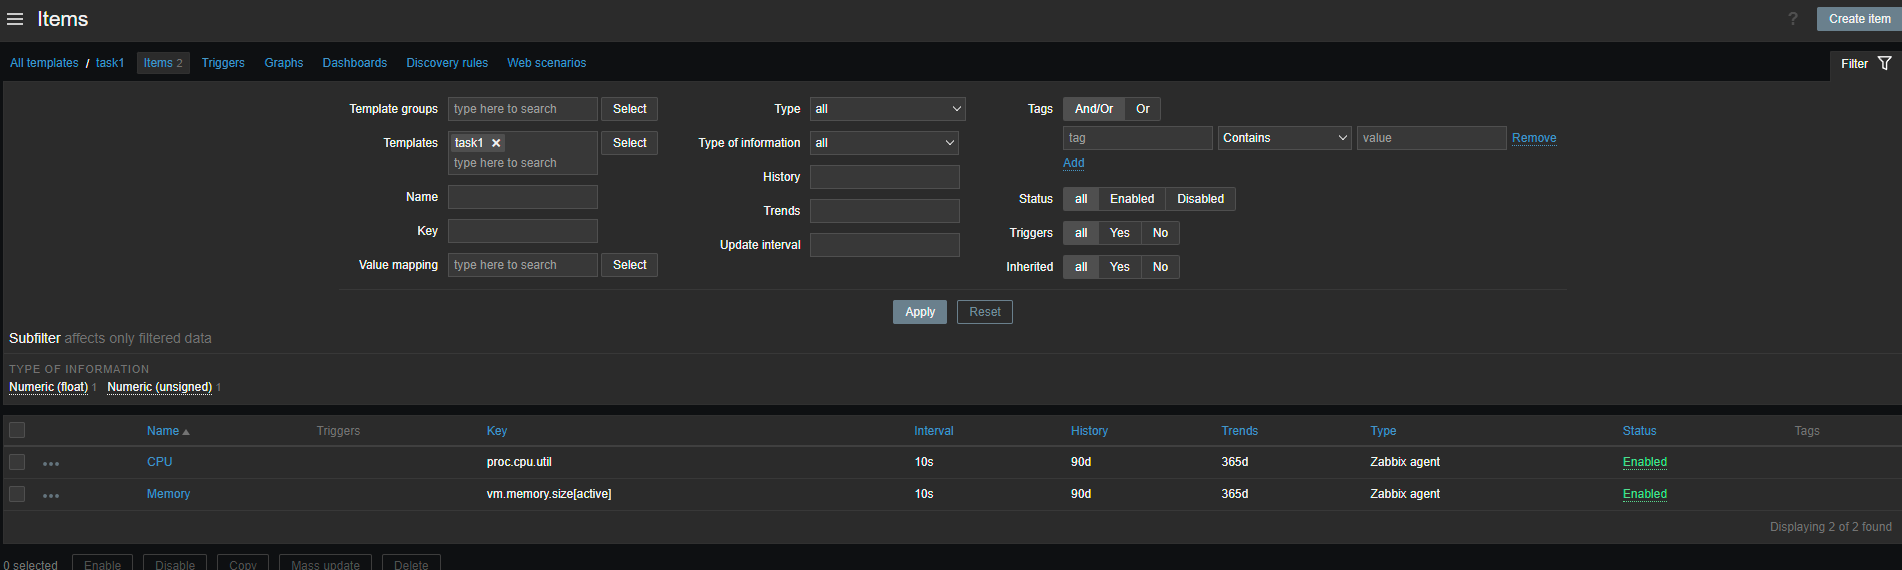 Items
? Create item
All templates / task1 Items 2 Triggers Graphs Dashboards Discovery rules Web scenarios
Filter
Template groups type here to search Select
Templates task1 × Select
type here to search
Name
Key
Value mapping type here to search Select
Type all
Type of information all
History
Trends
Update interval
Tags And/Or Or
tag Contains value Remove
Add
Status all Enabled Disabled
Triggers all Yes No
Inherited all Yes No
Apply Reset
Subfilter affects only filtered data
TYPE OF INFORMATION
Numeric (float) 1 Numeric (unsigned) 1
Name Triggers Key Interval History Trends Type Status Tags
CPU proc.cpu.util 10s 90d 365d Zabbix agent Enabled
Memory vm.memory.size[active] 10s 90d 365d Zabbix agent Enabled
Displaying 2 of 2 found
0 selected Enable Disable Copy Mass update Delete